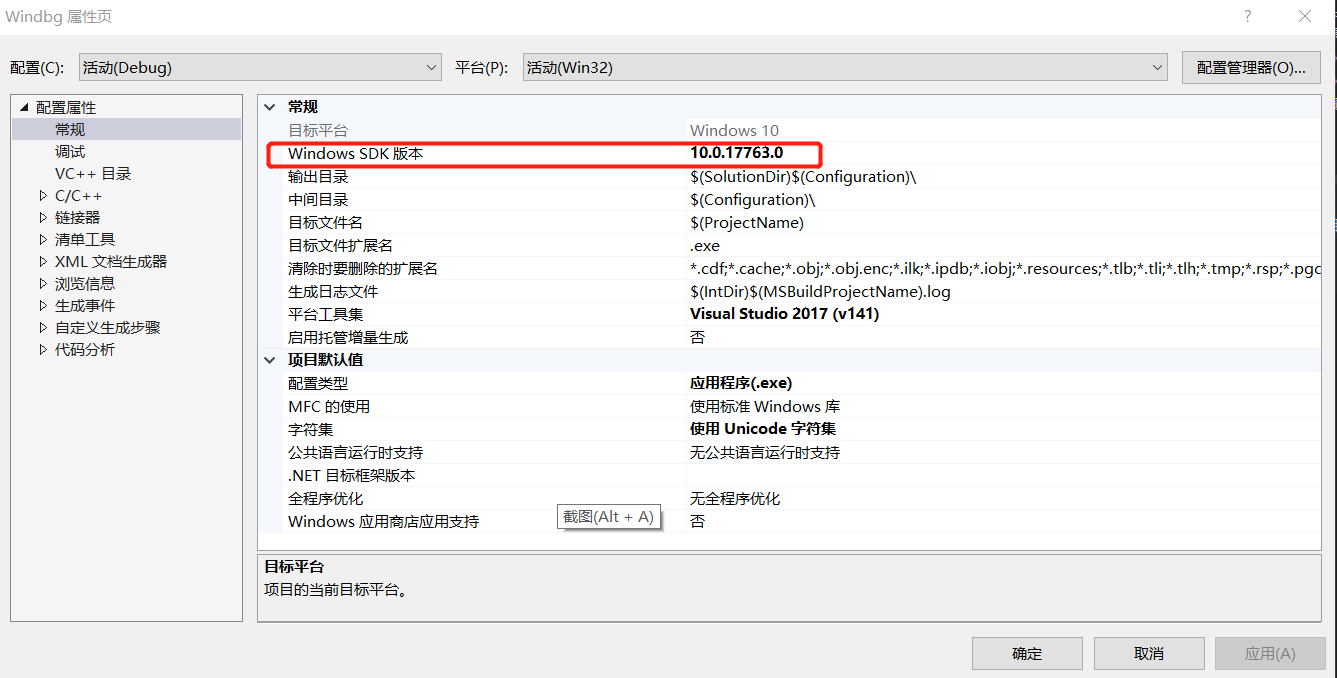 Windbg 属性页
配置(C): 活动(Debug) 平台(P): 活动(Win32) 配置管理器(O)...
配置属性
常规
调试
VC++ 目录
C/C++
链接器
清单工具
XML 文档生成器
浏览信息
生成事件
自定义生成步骤
代码分析
常规
目标平台 Windows 10
Windows SDK 版本 10.0.17763.0
输出目录 $(SolutionDir)$(Configuration)\
中间目录 $(Configuration)\
目标文件名 $(ProjectName)
目标文件扩展名 .exe
清除时要删除的扩展名 *.cdf;*.cache;*.obj;*.obj.enc;*.ilk;*.ipdb;*.iobj;*.resources;*.tlb;*.tli;*.tlh;*.tmp;*.rsp;*.pgc
生成日志文件 $(IntDir)$(MSBuildProjectName).log
平台工具集 Visual Studio 2017 (v141)
启用托管增量生成 否
项目默认值
配置类型 应用程序(.exe)
MFC 的使用 使用标准 Windows 库
字符集 使用 Unicode 字符集
公共语言运行时支持 无公共语言运行时支持
.NET 目标框架版本
全程序优化 无全程序优化
Windows 应用商店应用支持 否
截图(Alt + A)
目标平台
项目的当前目标平台。
确定 取消 应用(A)